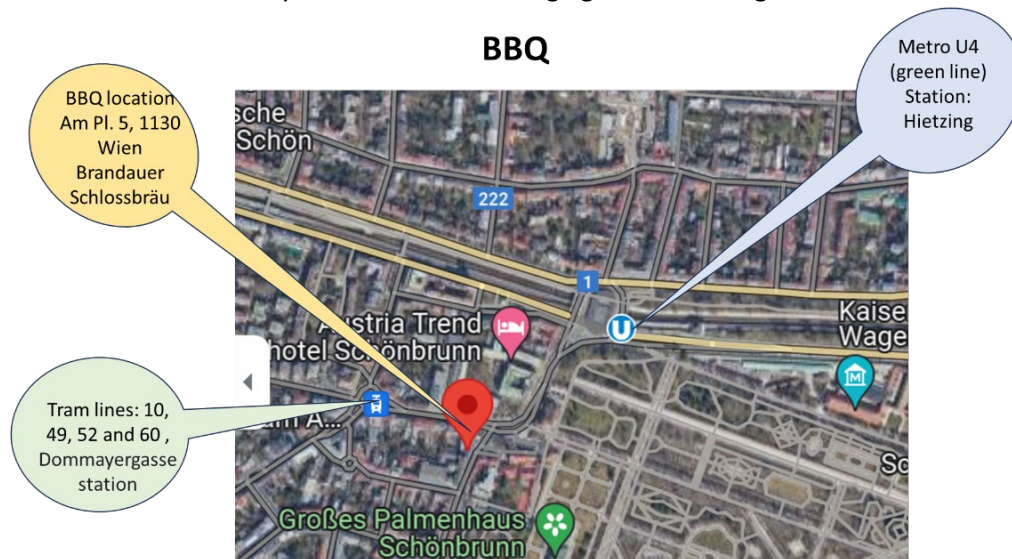 BBQ
BBQ location
Am Pl. 5, 1130
Wien
Brandauer
Schlossbräu
Metro U4
(green line)
Station:
Hietzing
sche
Schön
222
1
U
Austria Trend
hotel Schönbrunn
Kaise
Wage
M
Tram lines: 10,
49, 52 and 60 ,
Dommayergasse
station
Großes Palmenhaus
Schönbrunn